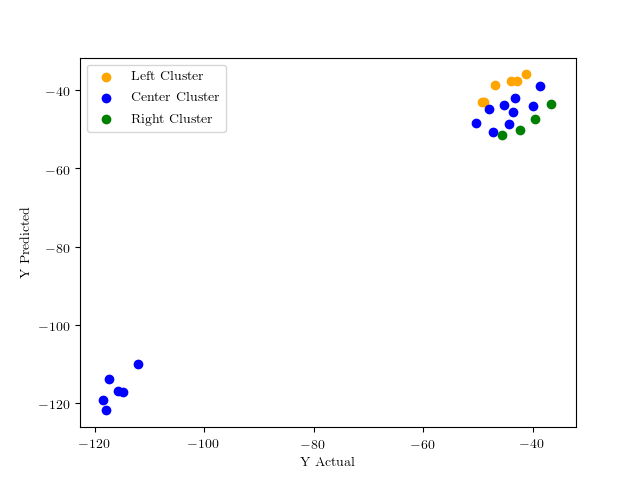 Left Cluster
Center Cluster
Right Cluster
−40
−60
−80
−100
−120
Y Predicted
−120 −100 −80 −60 −40
Y Actual